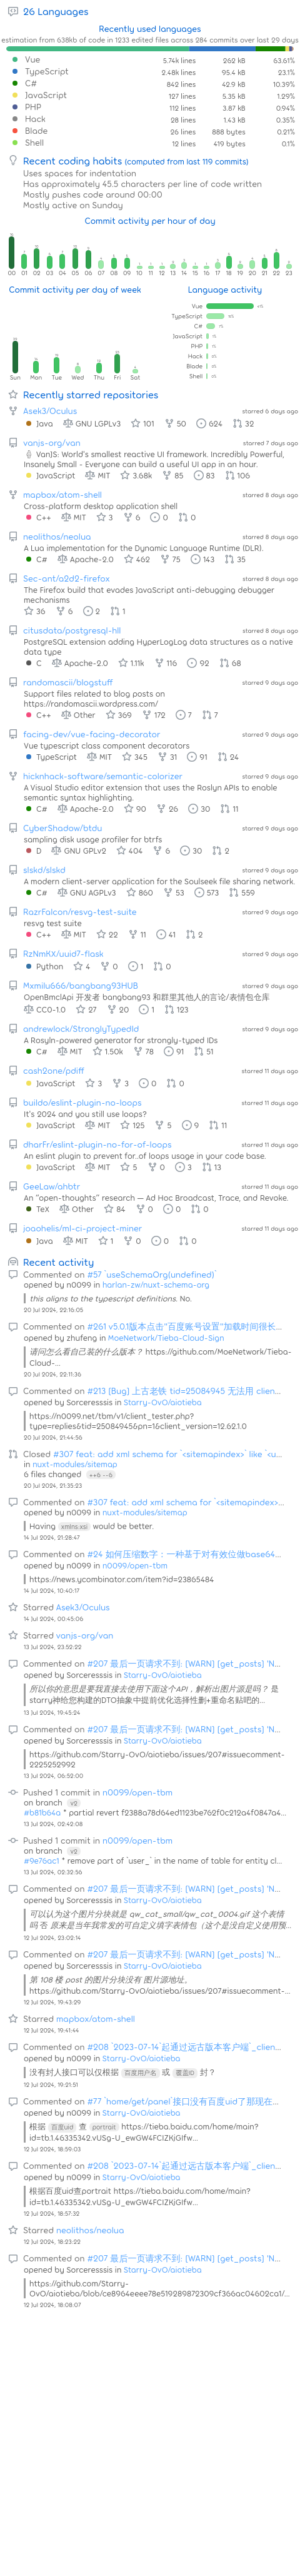 26 Languages
Recently used languages
estimation from 638kb of code in 1233 edited files across 284 commits over last 29 days
Vue 5.74k lines 262 kB 63.61%
TypeScript 2.48k lines 95.4 kB 23.1%
C# 842 lines 42.9 kB 10.39%
JavaScript 127 lines 5.35 kB 1.29%
PHP 112 lines 3.87 kB 0.94%
Hack 28 lines 1.43 kB 0.35%
Blade 26 lines 888 bytes 0.21%
Shell 12 lines 419 bytes 0.1%
Recent coding habits (computed from last 119 commits)
Uses spaces for indentation
Has approximately 45.5 characters per line of code written
Mostly pushes code around 00:00
Mostly active on Sunday
Commit activity per hour of day
00 01 02 03 04 05 06 07 08 09 10 11 12 13 14 15 16 17 18 19 20 21 22 23
Commit activity per day of week
Sun Mon Tue Wed Thu Fri Sat
Language activity
Vue
TypeScript
C#
JavaScript
PHP
Hack
Blade
Shell
Recently starred repositories
Asek3/Oculus starred 6 days ago
Java GNU LGPLv3 101 50 624 32
vanjs-org/van starred 7 days ago
VanJS: World's smallest reactive UI framework. Incredibly Powerful,
Insanely Small - Everyone can build a useful UI app in an hour.
JavaScript MIT 3.68k 85 83 106
mapbox/atom-shell starred 8 days ago
Cross-platform desktop application shell
C++ MIT 3 6 0 0
neolithos/neolua starred 8 days ago
A Lua implementation for the Dynamic Language Runtime (DLR).
C# Apache-2.0 462 75 143 35
Sec-ant/a2d2-firefox starred 8 days ago
The Firefox build that evades JavaScript anti-debugging debugger
mechanisms
36 6 2 1
citusdata/postgresql-hll starred 8 days ago
PostgreSQL extension adding HyperLogLog data structures as a native
data type
C Apache-2.0 1.11k 116 92 68
randomascii/blogstuff starred 9 days ago
Support files related to blog posts on
https://randomascii.wordpress.com/
C++ Other 369 172 7 7
facing-dev/vue-facing-decorator starred 9 days ago
Vue typescript class component decorators
TypeScript MIT 345 31 91 24
hicknhack-software/semantic-colorizer starred 9 days ago
A Visual Studio editor extension that uses the Roslyn APIs to enable
semantic syntax highlighting.
C# Apache-2.0 90 26 30 11
CyberShadow/btdu starred 9 days ago
sampling disk usage profiler for btrfs
D GNU GPLv2 404 6 30 2
slskd/slskd starred 9 days ago
A modern client-server application for the Soulseek file sharing network.
C# GNU AGPLv3 860 53 573 559
RazrFalcon/resvg-test-suite starred 9 days ago
resvg test suite
C++ MIT 22 11 41 2
RzNmKX/uuid7-flask starred 9 days ago
Python 4 0 1 0
Mxmilu666/bangbang93HUB starred 9 days ago
OpenBmclApi 开发者 bangbang93 和群里其他人的言论/表情包仓库
CC0-1.0 27 20 1 123
andrewlock/StronglyTypedId starred 9 days ago
A Rosyln-powered generator for strongly-typed IDs
C# MIT 1.50k 78 91 51
cash2one/pdiff starred 11 days ago
JavaScript 3 3 0 0
buildo/eslint-plugin-no-loops starred 11 days ago
It's 2024 and you still use loops?
JavaScript MIT 125 5 9 11
dharFr/eslint-plugin-no-for-of-loops starred 11 days ago
An eslint plugin to prevent for..of loops usage in your code base.
JavaScript MIT 5 0 3 13
GeeLaw/ahbtr starred 11 days ago
An "open-thoughts" research — Ad Hoc Broadcast, Trace, and Revoke.
TeX Other 84 0 0 0
joaohelis/ml-ci-project-miner starred 11 days ago
Java MIT 1 0 0 0
Recent activity
Commented on #57 `useSchemaOrg(undefined)`
opened by n0099 in harlan-zw/nuxt-schema-org
this aligns to the typescript definitions. No.
20 Jul 2024, 22:16:05
Commented on #261 v5.0.1版本点击"百度账号设置"加载时间很长...
opened by zhufeng in MoeNetwork/Tieba-Cloud-Sign
请问怎么看自己装的什么版本？ https://github.com/MoeNetwork/Tieba-
Cloud-...
20 Jul 2024, 22:11:36
Commented on #213 [Bug] 上古老铁 tid=25084945 无法用 clien...
opened by n0099 in Starry-OvO/aiotieba
https://n0099.net/tbm/v1/client_tester.php?
type=replies&tid=25084945&pn=1&client_version=12.62.1.0
20 Jul 2024, 21:44:56
Closed #307 feat: add xml schema for `<sitemapindex>` like `<u...
in nuxt-modules/sitemap
6 files changed ++6 --6
20 Jul 2024, 21:35:23
Commented on #307 feat: add xml schema for `<sitemapindex>...
opened by n0099 in nuxt-modules/sitemap
Having xmlns:xsi would be better.
14 Jul 2024, 21:28:47
Commented on #24 如何压缩数字：一种基于对有效位做base64...
opened by n0099 in n0099/open-tbm
https://news.ycombinator.com/item?id=23865484
14 Jul 2024, 10:40:17
Starred Asek3/Oculus
14 Jul 2024, 00:45:06
Starred vanjs-org/van
13 Jul 2024, 23:52:22
Commented on #207 最后一页请求不到: [WARN] [get_posts] 'N...
opened by Sorceresssis in Starry-OvO/aiotieba
所以你的意思是要我直接去使用下面这个API，解析出图片源是吗？ 是
starry神给您构建的DTO抽象中提前优化选择性删+重命名贴吧的...
13 Jul 2024, 19:45:24
Commented on #207 最后一页请求不到: [WARN] [get_posts] 'N...
opened by Sorceresssis in Starry-OvO/aiotieba
https://github.com/Starry-OvO/aiotieba/issues/207#issuecomment-
2225252992
13 Jul 2024, 06:52:00
Pushed 1 commit in n0099/open-tbm
on branch v2
#b81b64a * partial revert f2388a78d64ed1123be762f0c212a4f0847a4...
13 Jul 2024, 02:42:08
Pushed 1 commit in n0099/open-tbm
on branch v2
#9e76ac1 * remove part of `user_` in the name of table for entity cl...
13 Jul 2024, 02:32:56
Commented on #207 最后一页请求不到: [WARN] [get_posts] 'N...
opened by Sorceresssis in Starry-OvO/aiotieba
可以认为这个图片分块就是 qw_cat_small/qw_cat_0004.gif 这个表情
吗 否 原来是当年我常发的可自定义填字表情包（这个是没自定义使用预...
12 Jul 2024, 23:02:14
Commented on #207 最后一页请求不到: [WARN] [get_posts] 'N...
opened by Sorceresssis in Starry-OvO/aiotieba
第 108 楼 post 的图片分块没有 图片源地址。
https://github.com/Starry-OvO/aiotieba/issues/207#issuecomment-...
12 Jul 2024, 19:43:29
Starred mapbox/atom-shell
12 Jul 2024, 19:41:44
Commented on #208 `2023-07-14`起通过远古版本客户端`_clien...
opened by n0099 in Starry-OvO/aiotieba
没有封人接口可以仅根据 百度用户名 或 覆盖ID 封？
12 Jul 2024, 19:21:51
Commented on #77 `home/get/panel`接口没有百度uid了那现在...
opened by n0099 in Starry-OvO/aiotieba
根据 百度uid 查 portrait https://tieba.baidu.com/home/main?
id=tb.1.46335342.vUSg-U_ewGW4FClZKjGlfw...
12 Jul 2024, 18:59:03
Commented on #208 `2023-07-14`起通过远古版本客户端`_clien...
opened by n0099 in Starry-OvO/aiotieba
根据百度uid查portrait https://tieba.baidu.com/home/main?
id=tb.1.46335342.vUSg-U_ewGW4FClZKjGlfw...
12 Jul 2024, 18:57:32
Starred neolithos/neolua
12 Jul 2024, 18:23:22
Commented on #207 最后一页请求不到: [WARN] [get_posts] 'N...
opened by Sorceresssis in Starry-OvO/aiotieba
https://github.com/Starry-
OvO/aiotieba/blob/ce8964eeee78e519289872309cf366ac04602ca1/...
12 Jul 2024, 18:08:07